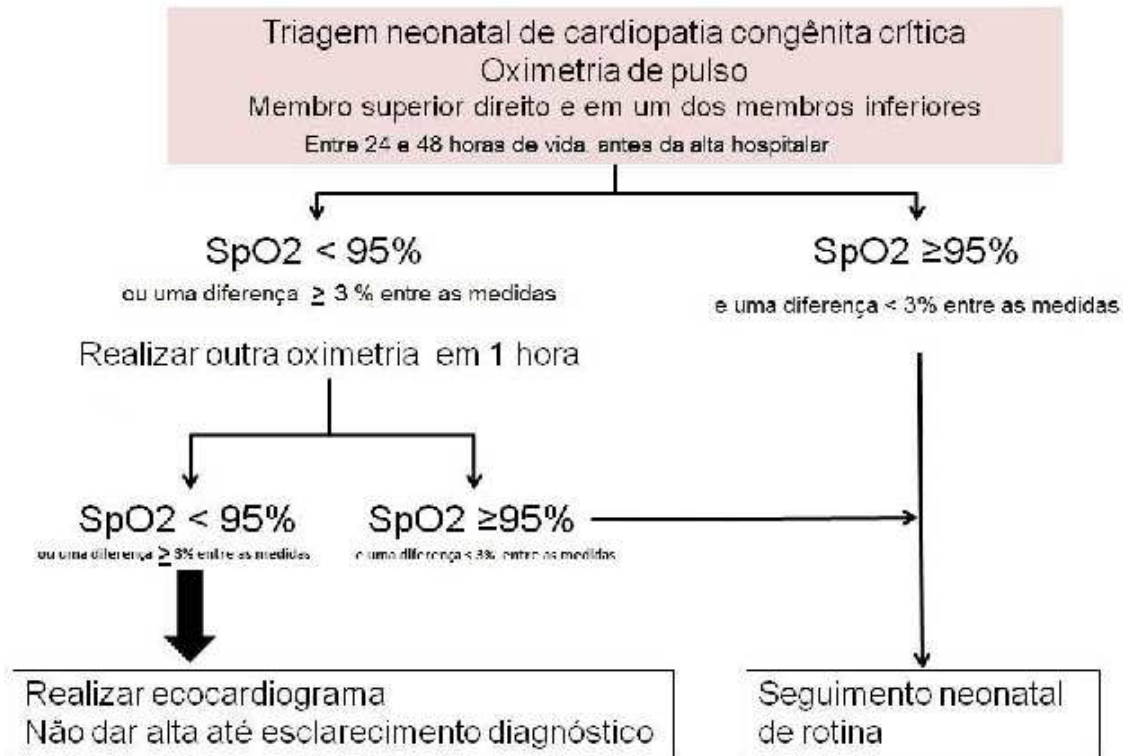 Triagem neonatal de cardiopatia congênita crítica
Oximetria de pulso
Membro superior direito e em um dos membros inferiores
Entre 24 e 48 horas de vida, antes da alta hospitalar
SpO2 < 95%
ou uma diferença ≥ 3 % entre as medidas
SpO2 ≥95%
e uma diferença < 3% entre as medidas
Realizar outra oximetria em 1 hora
SpO2 < 95%
ou uma diferença ≥ 3% entre as medidas
SpO2 ≥95%
e uma diferença < 3% entre as medidas
Realizar ecocardiograma
Não dar alta até esclarecimento diagnóstico
Seguimento neonatal
de rotina